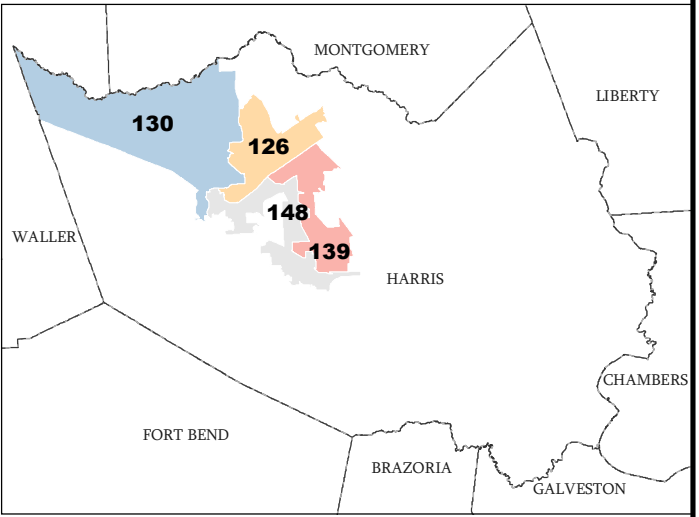 MONTGOMERY
LIBERTY
130
126
148
WALLER
139
HARRIS
CHAMBERS
FORT BEND
BRAZORIA
GALVESTON